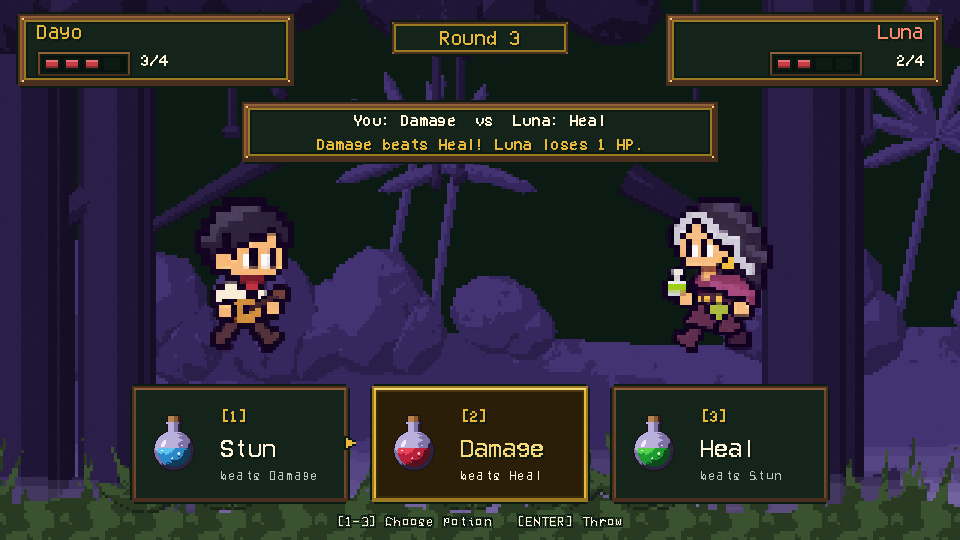 Dayo
3/4
Round 3
Luna
2/4
You: Damage vs Luna: Heal
Damage beats Heal! Luna loses 1 HP.
[1]
Stun
beats Damage
[2]
Damage
beats Heal
[3]
Heal
beats Stun
[1-3] Choose potion [ENTER] Throw